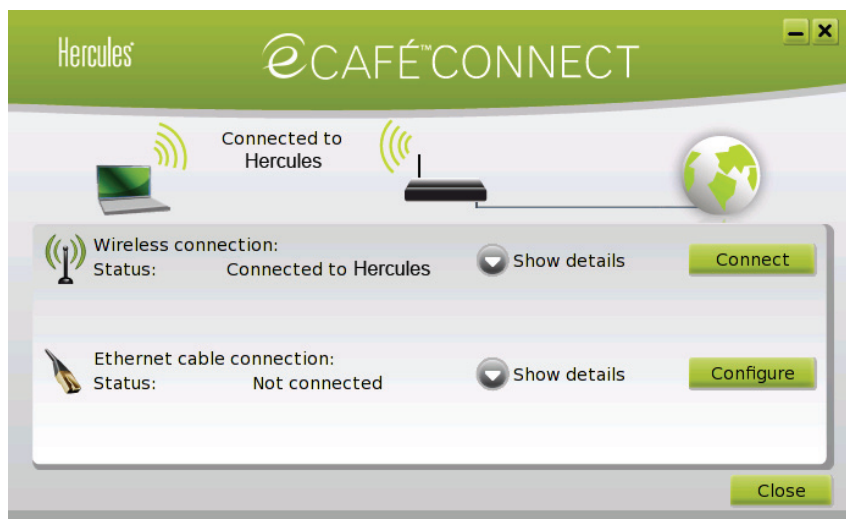 Hercules
eCAFÉ™CONNECT
Connected to
Hercules
Wireless connection:
Status: Connected to Hercules
Show details
Connect
Ethernet cable connection:
Status: Not connected
Show details
Configure
Close